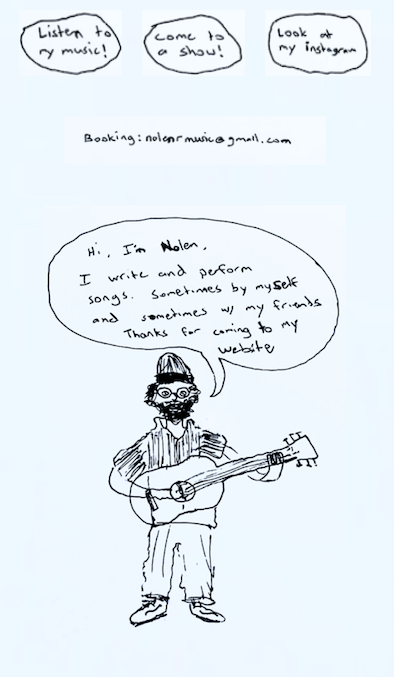 Listen to
my music!
come to
a show!
Look at
my instagram
Booking: nolenrmusic@gmail.com
Hi, I'm Nolen,
I write and perform
songs. Sometimes by myself
and sometimes w/ my friends
Thanks for coming to my
website